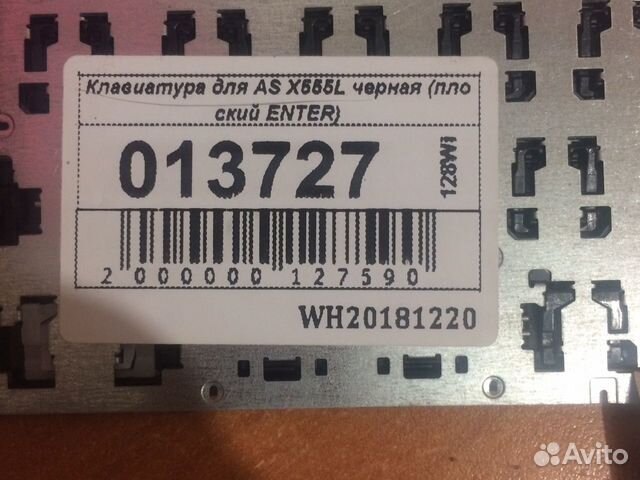 Клавиатура для AS X555L черная (пло
ский ENTER)
013727
128Wi
2 000000 127590
WH20181220
Avito